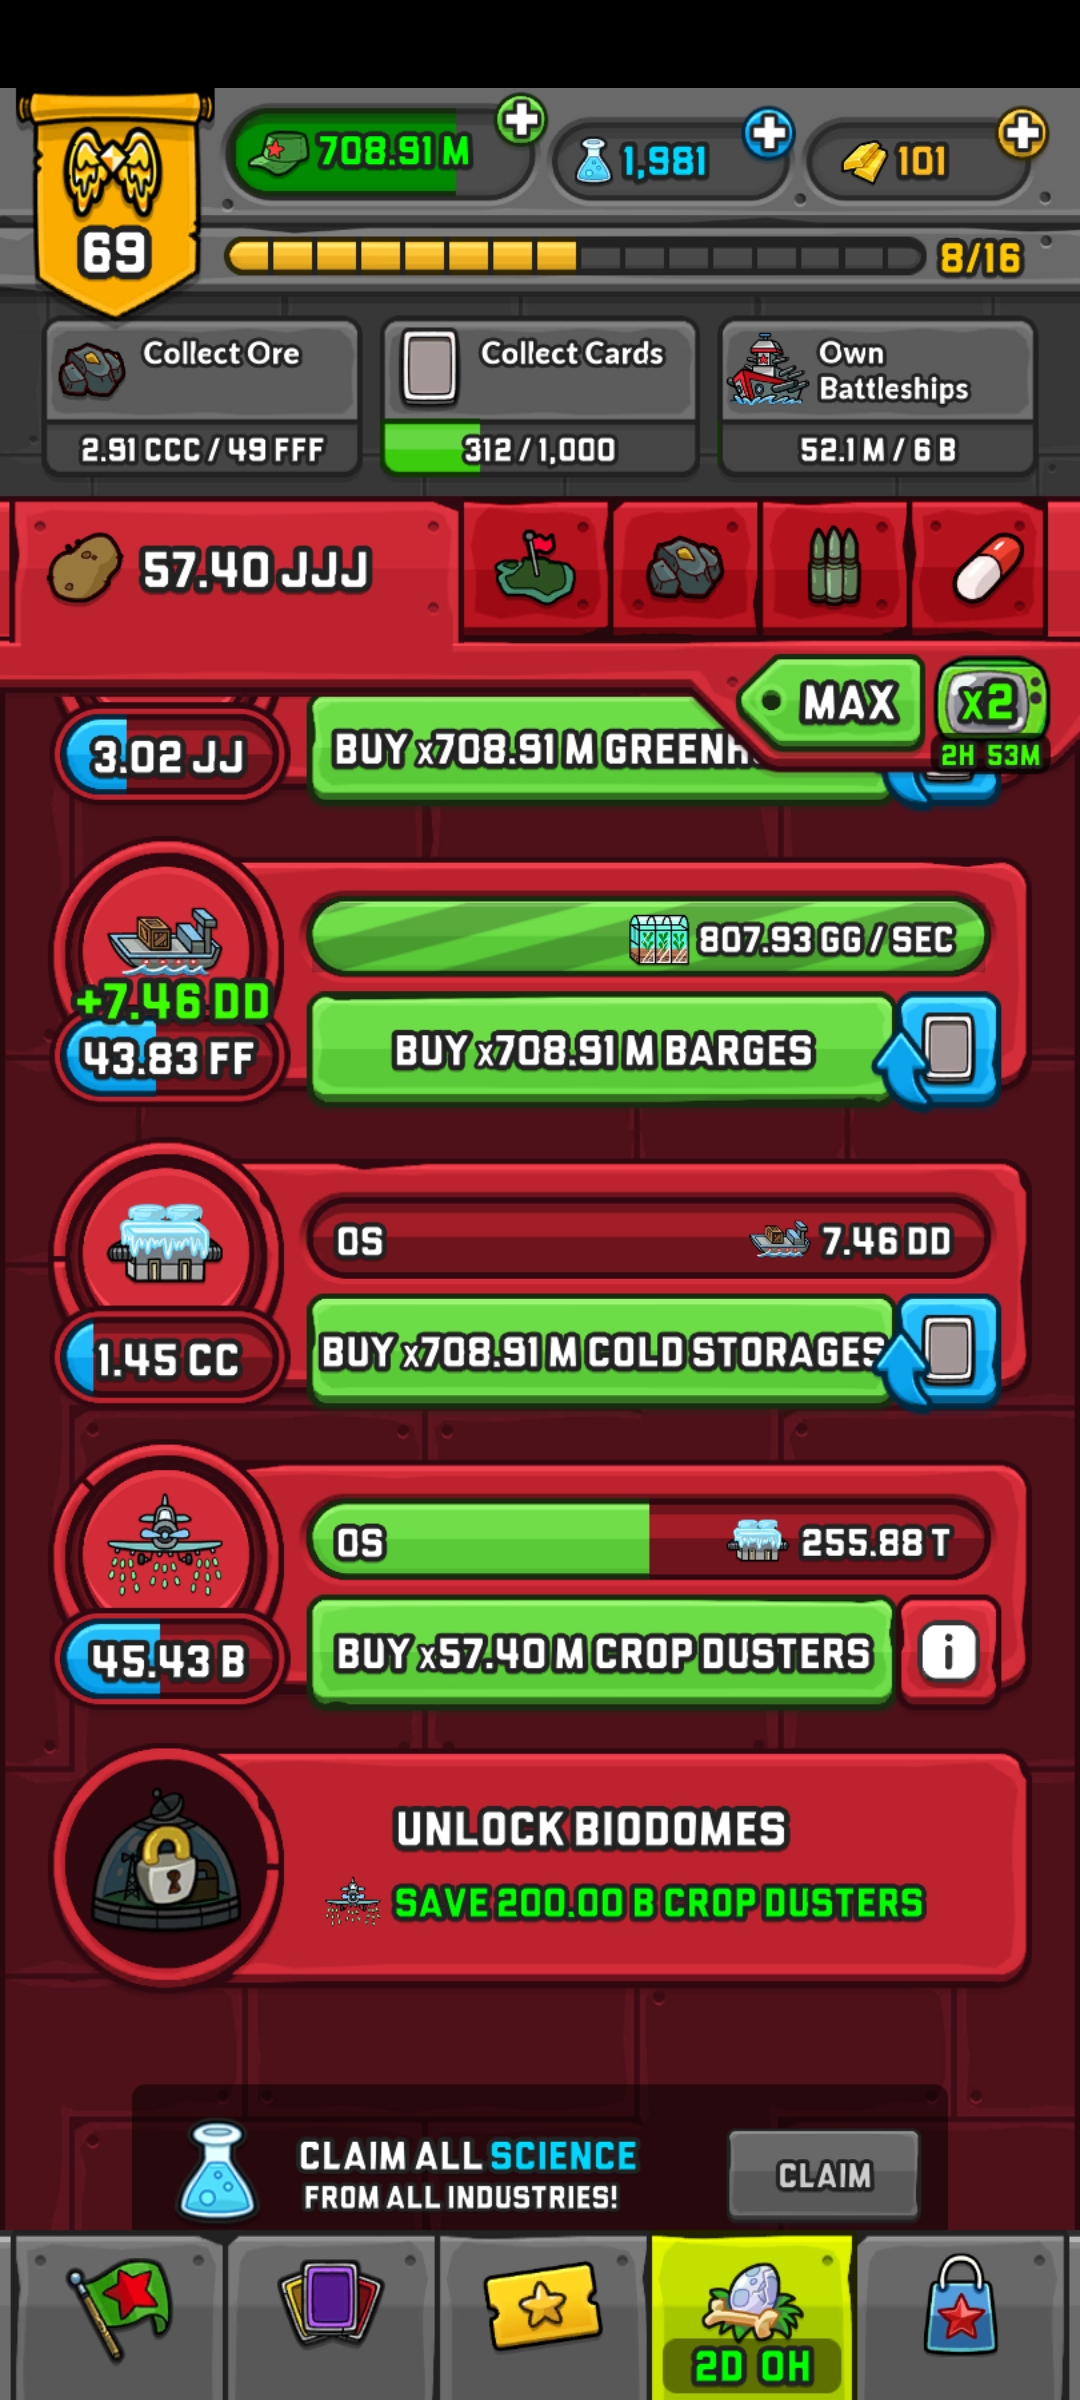 708.91 M
1,981
101
69
8/16
Collect Ore
2.91 CCC / 49 FFF
Collect Cards
312 / 1,000
Own
Battleships
52.1 M / 6 B
57.40 JJJ
MAX
x2
2H 53M
3.02 JJ
BUY x708.91 M GREENH
807.93 GG / SEC
+7.46 DD
43.83 FF
BUY x708.91 M BARGES
0S
7.46 DD
1.45 CC
BUY x708.91 M COLD STORAGES
0S
255.88 T
45.43 B
BUY x57.40 M CROP DUSTERS
i
UNLOCK BIODOMES
SAVE 200.00 B CROP DUSTERS
CLAIM ALL SCIENCE
FROM ALL INDUSTRIES!
CLAIM
2D 0H